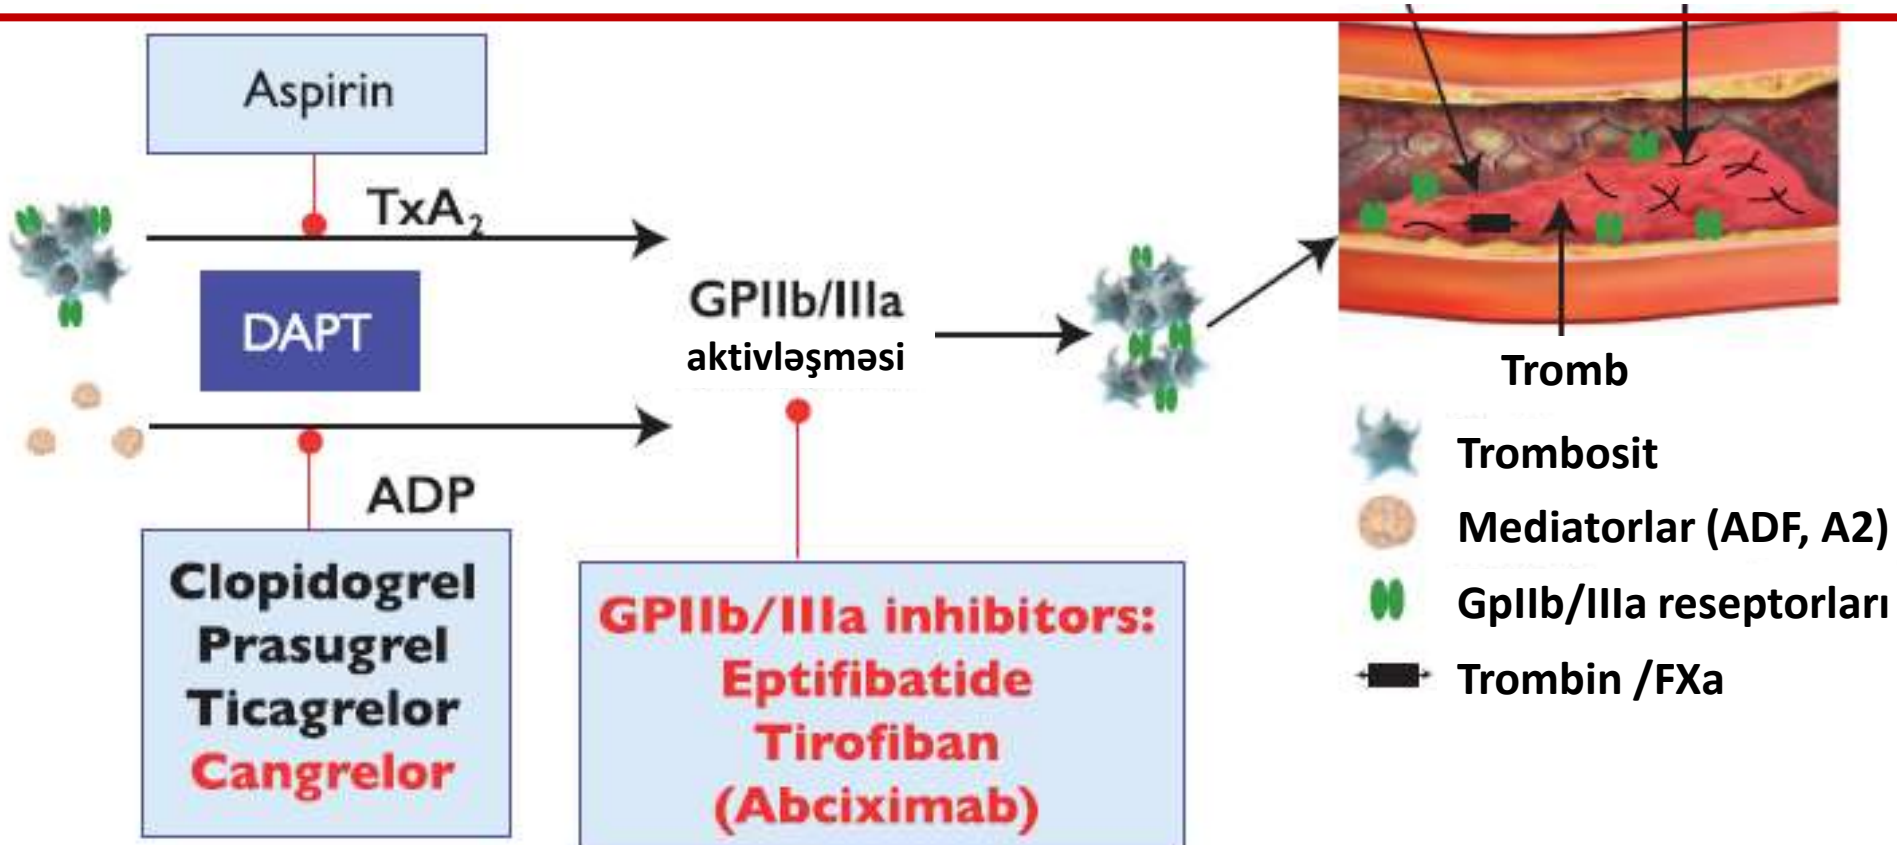 Aspirin
TxA₂
DAPT
GPIIb/IIIa
aktivləşməsi
ADP
Clopidogrel
Prasugrel
Ticagrelor
Cangrelor
GPIIb/IIIa inhibitors:
Eptifibatide
Tirofiban
(Abciximab)
Tromb
Trombosit
Mediatorlar (ADF, A2)
GpIIb/IIIa reseptorları
Trombin /FXa